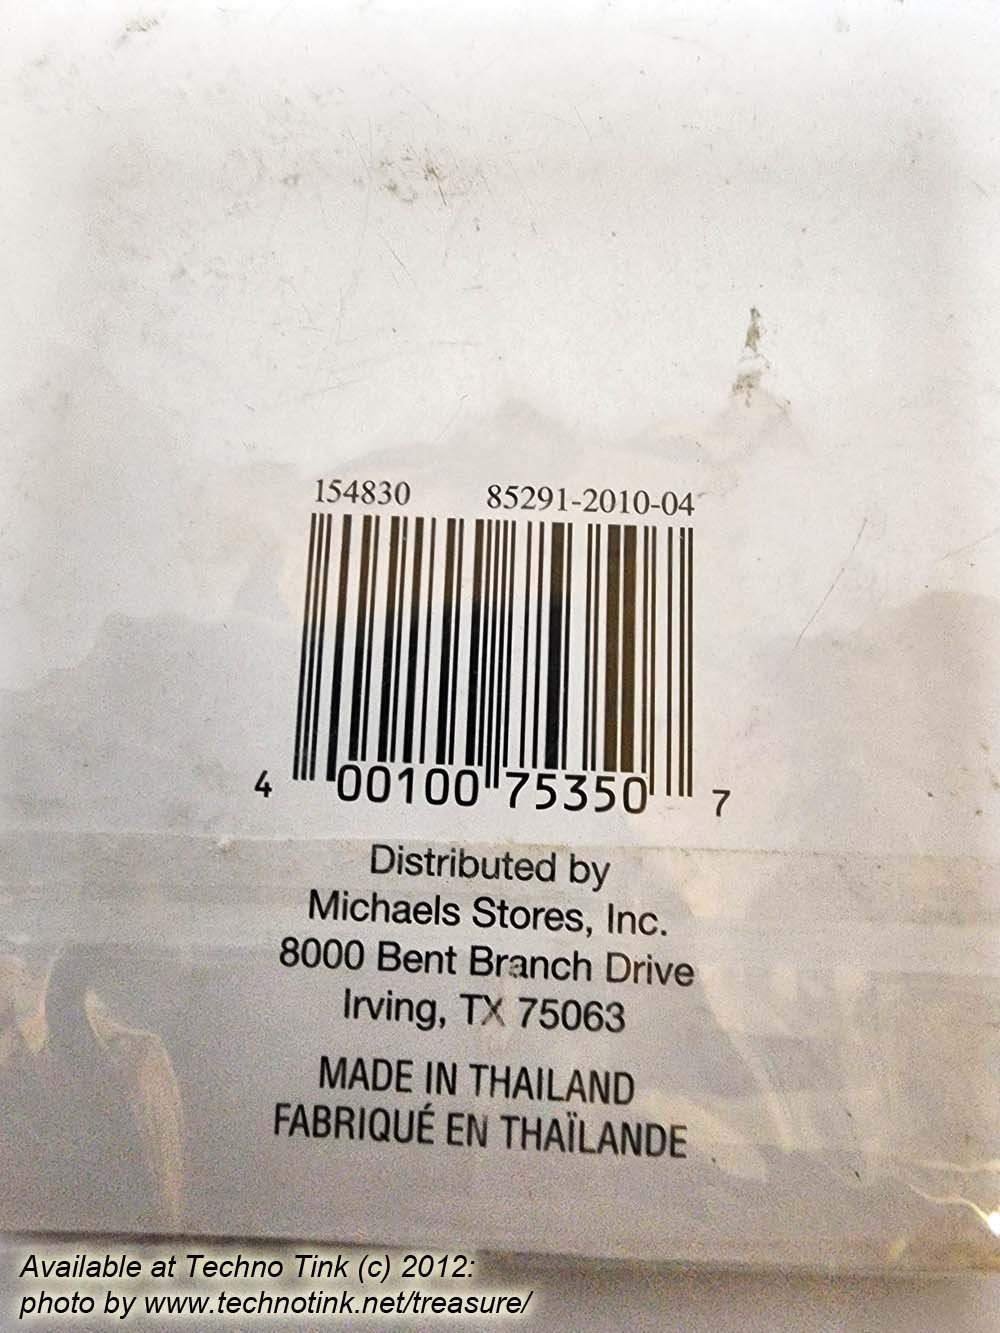 154830 85291-2010-04
4 00100 75350 7
Distributed by
Michaels Stores, Inc.
8000 Bent Branch Drive
Irving, TX 75063
MADE IN THAILAND
FABRIQUÉ EN THAÏLANDE
Available at Techno Tink (c) 2012:
photo by www.technotink.net/treasure/